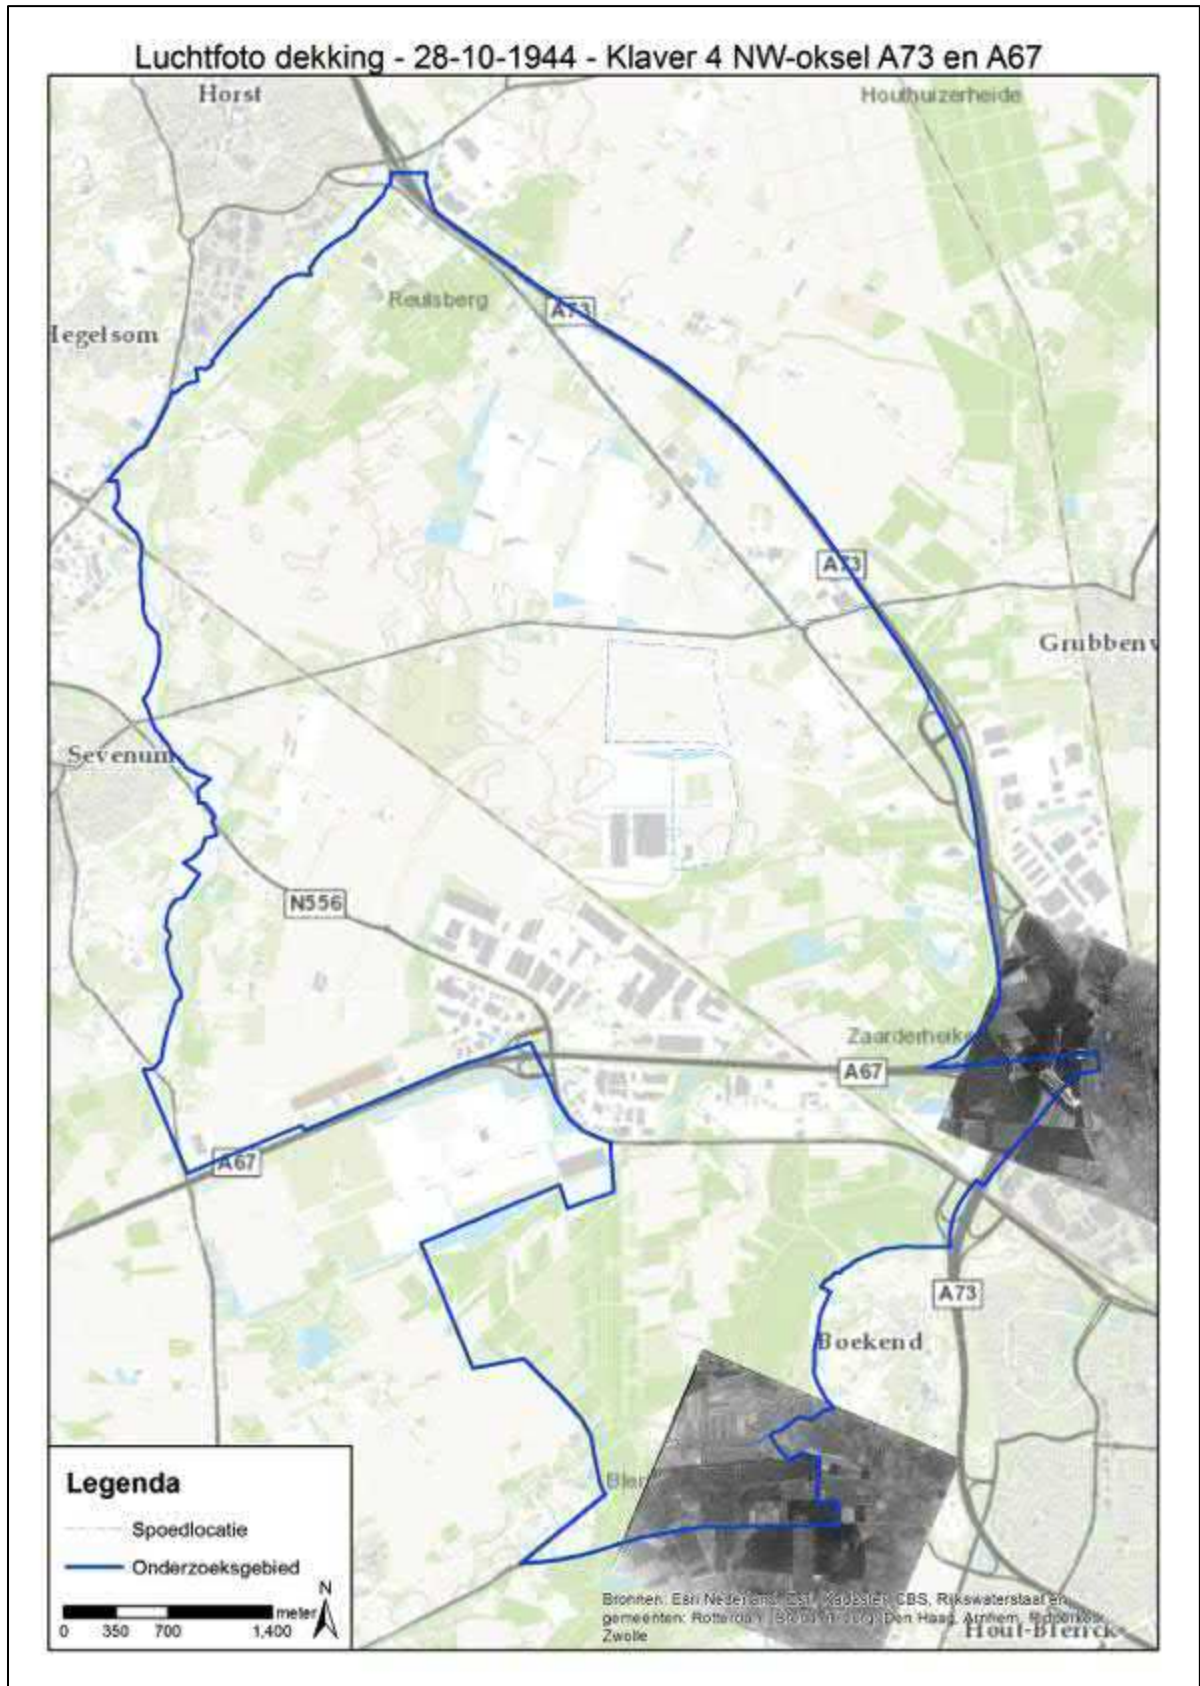 Luchtfoto dekking - 28-10-1944 - Klaver 4 NW-oksel A73 en A67
Horst
Houthuizerheide
Reulsberg
A73
Hegelsom
A73
Grubbenv
Sevenum
N556
Zaarderheike
A67
A67
A73
Boekend
Legenda
Spoedlocatie
Onderzoeksgebied
N
meter
0 350 700 1,400
Bronnen: Esri Nederland, Esri, Kadaster, CBS, Rijkswaterstaat en
gemeenten: Rotterdam, Den Haag, Arnhem,
Zwolle
Hout-Blerick